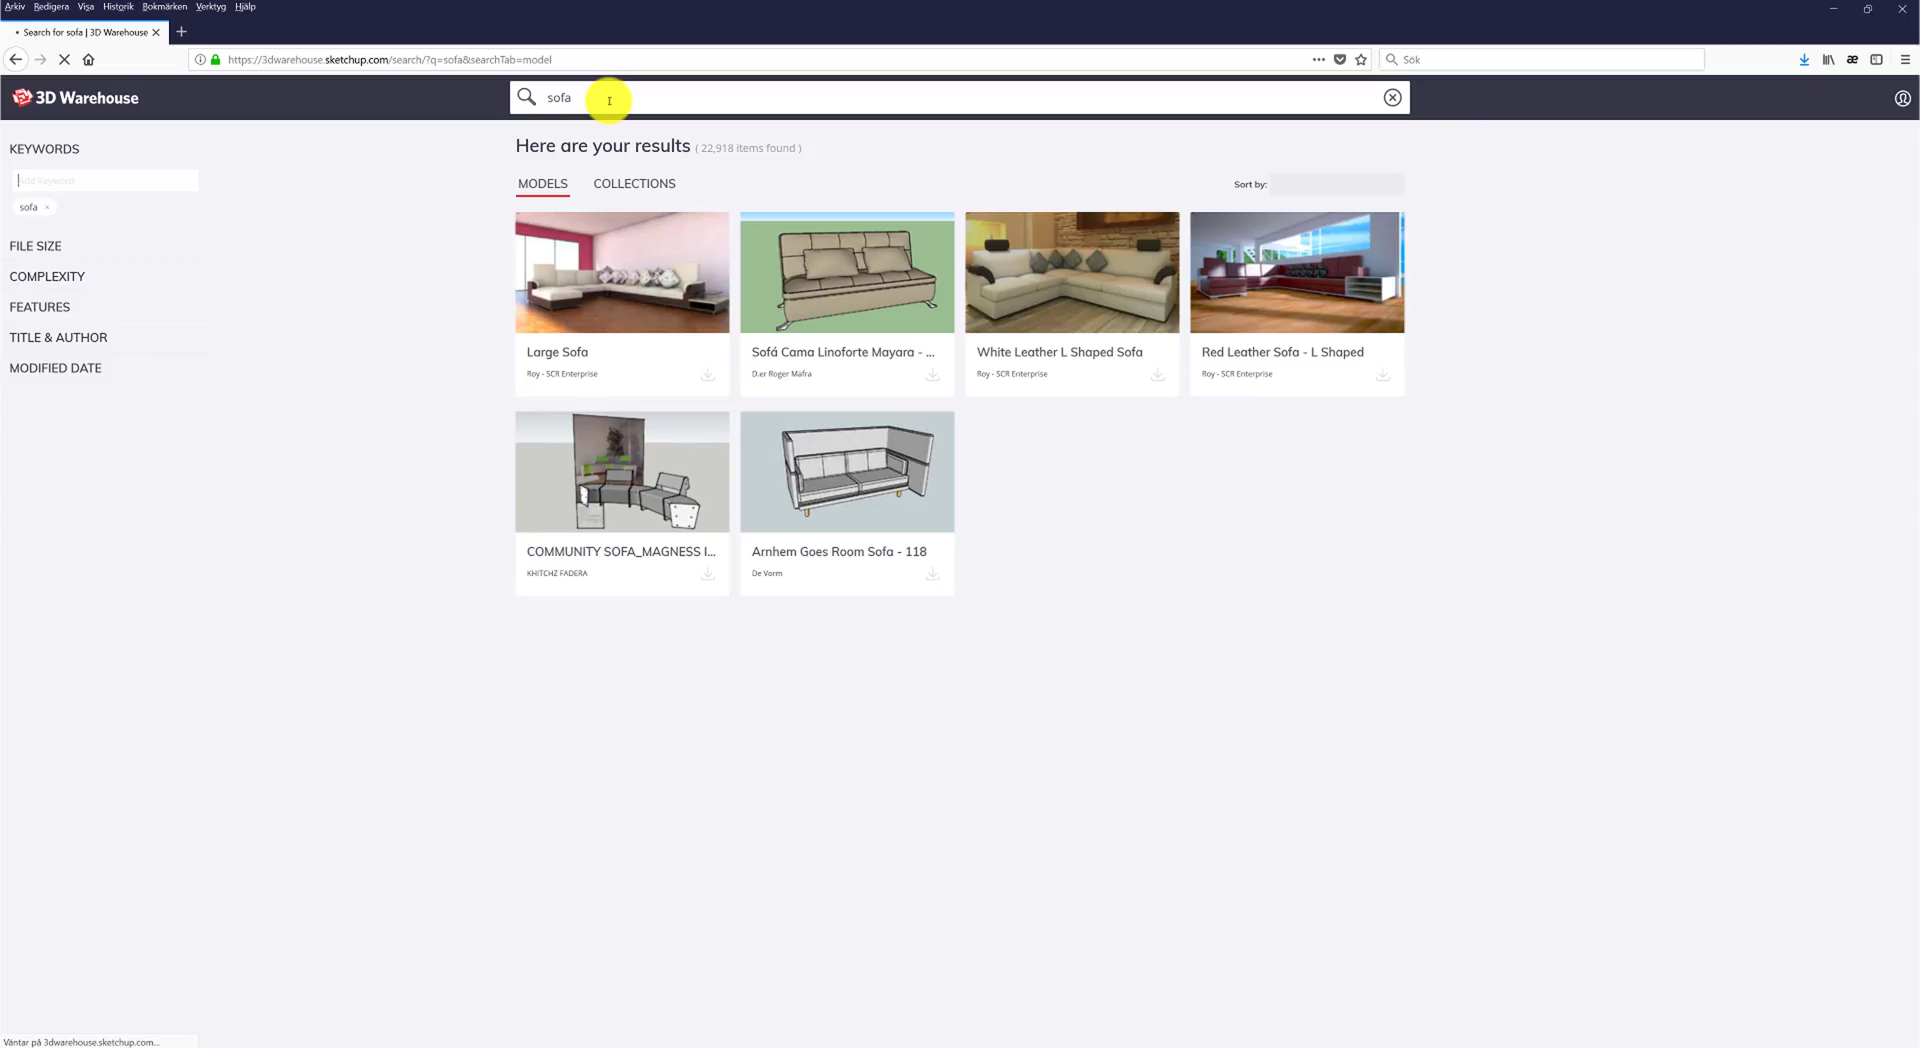 Arkiv Redigera Visa Historik Bokmärken Verktyg Hjälp
Search for sofa | 3D Warehouse
https://3dwarehouse.sketchup.com/search/?q=sofa&searchTab=model
Sök
3D Warehouse
sofa
KEYWORDS
Add Keyword
sofa ×
FILE SIZE
COMPLEXITY
FEATURES
TITLE & AUTHOR
MODIFIED DATE
Here are your results ( 22,918 items found )
MODELS COLLECTIONS
Sort by:
Large Sofa
Roy - SCR Enterprise
Sofá Cama Linoforte Mayara - ...
D.er Roger Mafra
White Leather L Shaped Sofa
Roy - SCR Enterprise
Red Leather Sofa - L Shaped
Roy - SCR Enterprise
COMMUNITY SOFA_MAGNESS I...
KHITCHZ FADERA
Arnhem Goes Room Sofa - 118
De Vorm
Väntar på 3dwarehouse.sketchup.com...